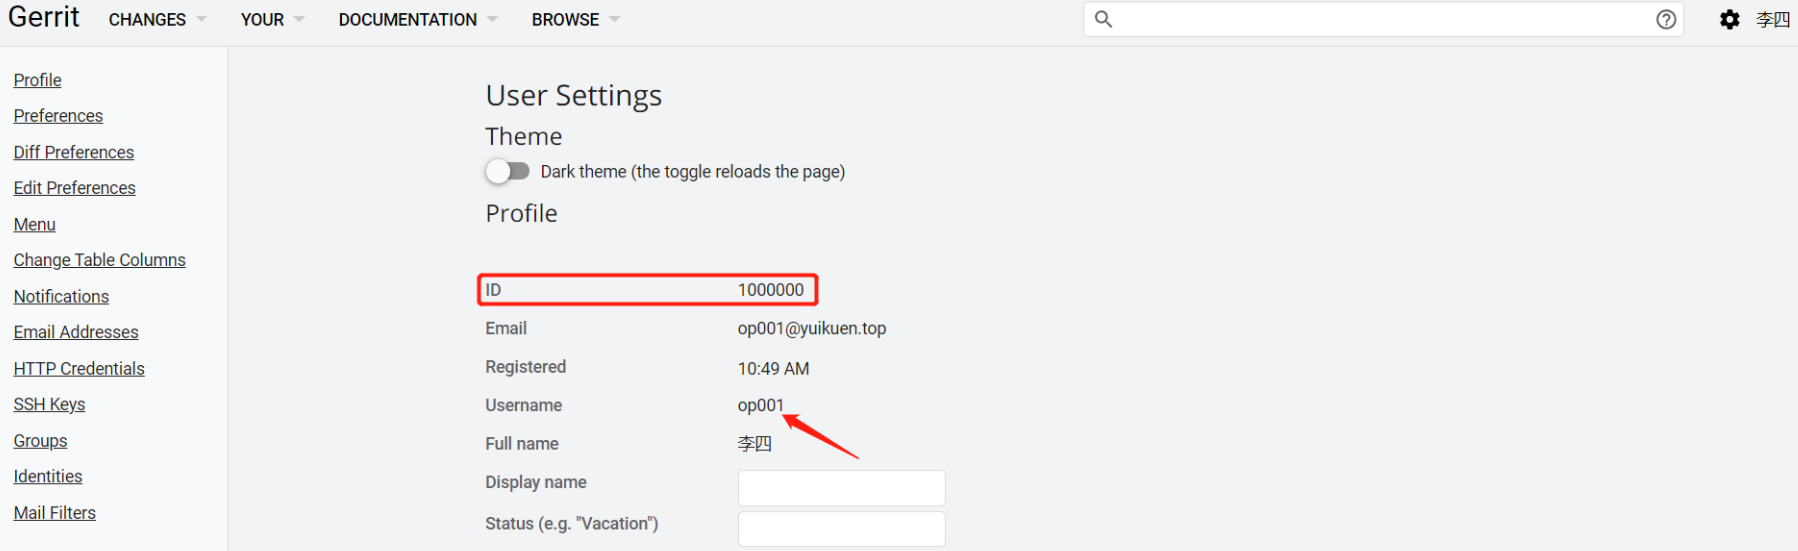 Gerrit CHANGES YOUR DOCUMENTATION BROWSE 李四
Profile
Preferences
Diff Preferences
Edit Preferences
Menu
Change Table Columns
Notifications
Email Addresses
HTTP Credentials
SSH Keys
Groups
Identities
Mail Filters
User Settings
Theme
Dark theme (the toggle reloads the page)
Profile
ID 1000000
Email op001@yuikuen.top
Registered 10:49 AM
Username op001
Full name 李四
Display name
Status (e.g. "Vacation")